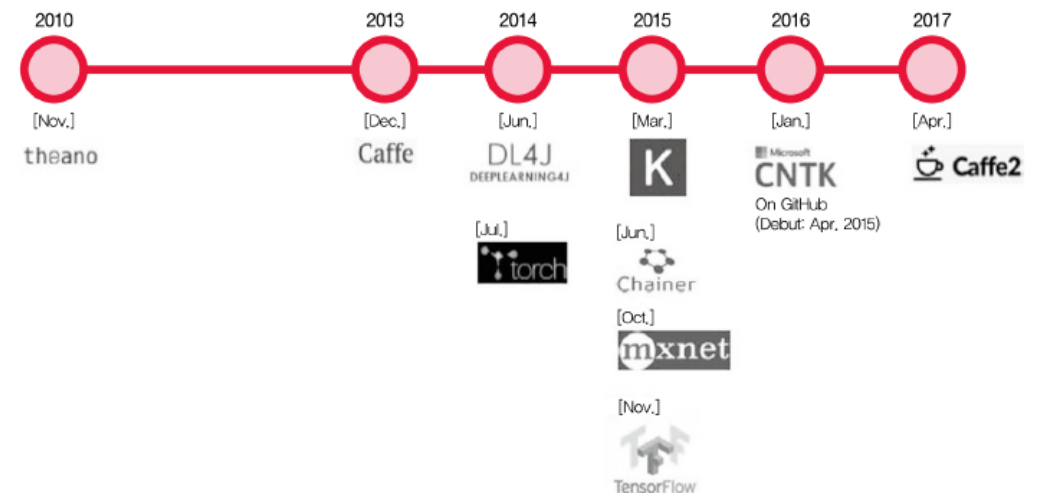 2010
2013
2014
2015
2016
2017
[Nov.]
[Dec.]
[Jun.]
[Mar.]
[Jan.]
[Apr.]
theano
Caffe
DL4J
DEEPLEARNING4J
K
Microsoft
CNTK
On GitHub
(Debut: Apr. 2015)
Caffe2
[Jul.]
torch
[Jun.]
Chainer
[Oct.]
mxnet
[Nov.]
TensorFlow